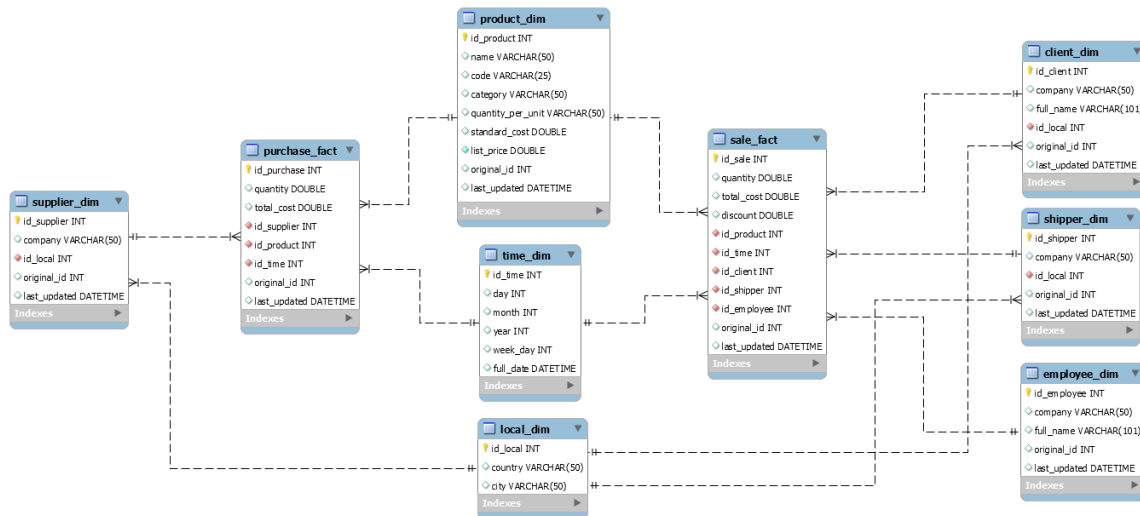 product_dim
id_product INT
name VARCHAR(50)
code VARCHAR(25)
category VARCHAR(50)
quantity_per_unit VARCHAR(50)
standard_cost DOUBLE
list_price DOUBLE
original_id INT
last_updated DATETIME
Indexes
client_dim
id_client INT
company VARCHAR(50)
full_name VARCHAR(101)
id_local INT
original_id INT
last_updated DATETIME
Indexes
purchase_fact
id_purchase INT
quantity DOUBLE
total_cost DOUBLE
id_supplier INT
id_product INT
id_time INT
original_id INT
last_updated DATETIME
Indexes
sale_fact
id_sale INT
quantity DOUBLE
total_cost DOUBLE
discount DOUBLE
id_product INT
id_time INT
id_client INT
id_shipper INT
id_employee INT
original_id INT
last_updated DATETIME
Indexes
supplier_dim
id_supplier INT
company VARCHAR(50)
id_local INT
original_id INT
last_updated DATETIME
Indexes
shipper_dim
id_shipper INT
company VARCHAR(50)
id_local INT
original_id INT
last_updated DATETIME
Indexes
time_dim
id_time INT
day INT
month INT
year INT
week_day INT
full_date DATETIME
Indexes
employee_dim
id_employee INT
company VARCHAR(50)
full_name VARCHAR(101)
original_id INT
last_updated DATETIME
Indexes
local_dim
id_local INT
country VARCHAR(50)
city VARCHAR(50)
Indexes